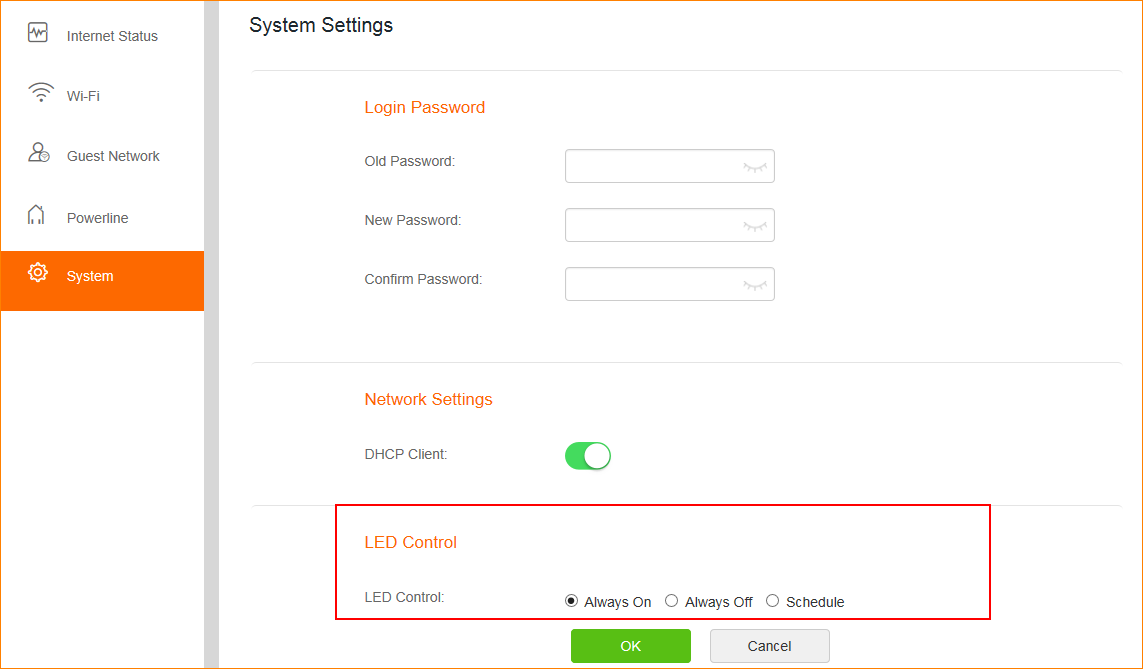 Internet Status
Wi-Fi
Guest Network
Powerline
System
System Settings
Login Password
Old Password:
New Password:
Confirm Password:
Network Settings
DHCP Client:
LED Control
LED Control: Always On Always Off Schedule
OK Cancel